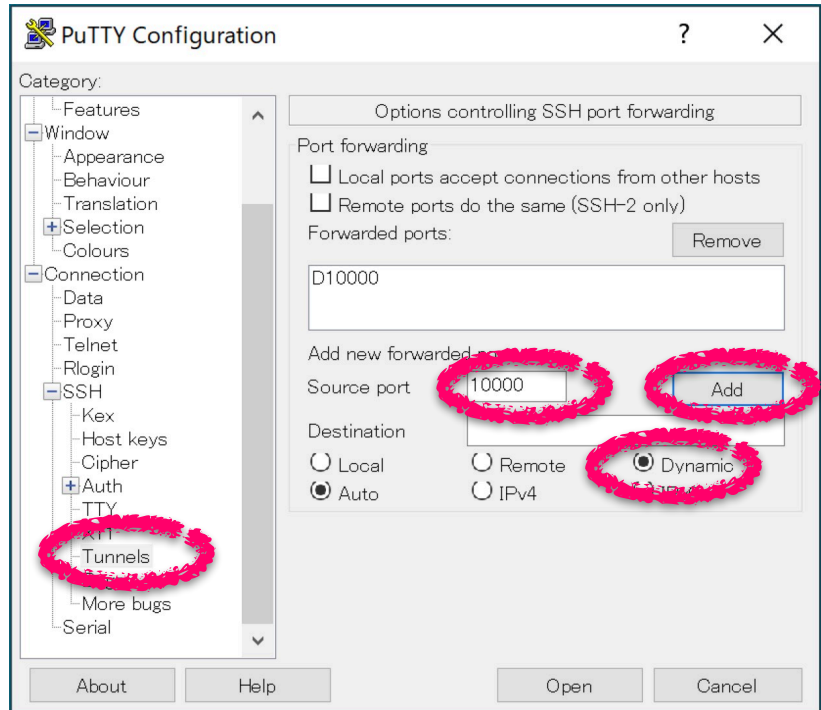 PuTTY Configuration
?
Category:
Features
Window
Appearance
Behaviour
Translation
Selection
Colours
Connection
Data
Proxy
Telnet
Rlogin
SSH
Kex
Host keys
Cipher
Auth
TTY
X11
Tunnels
More bugs
Serial
Options controlling SSH port forwarding
Port forwarding
Local ports accept connections from other hosts
Remote ports do the same (SSH-2 only)
Forwarded ports:
Remove
D10000
Add new forwarded
Source port
10000
Add
Destination
Local
Remote
Dynamic
Auto
IPv4
About
Help
Open
Cancel